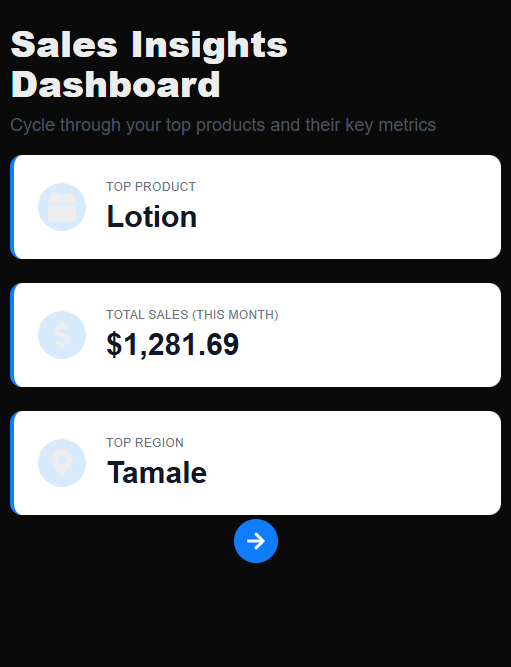 Sales Insights
Dashboard
Cycle through your top products and their key metrics
TOP PRODUCT
Lotion
TOTAL SALES (THIS MONTH)
$1,281.69
TOP REGION
Tamale